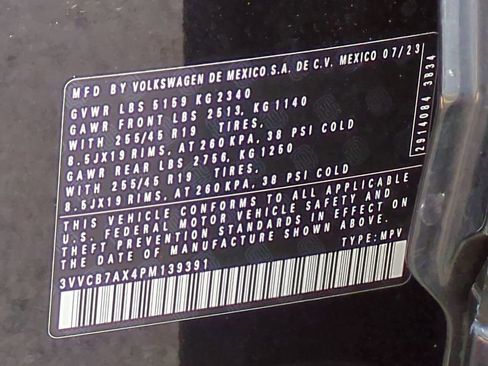 MFD BY VOLKSWAGEN DE MEXICO S.A. DE C.V. MEXICO 07/23
GVWR LBS 5159 KG 2340
GAWR FRONT LBS 2513, KG 1140
WITH 255/45 R19 TIRES,
8.5JX19 RIMS, AT 260 KPA, 38 PSI COLD
GAWR REAR LBS 2756, KG 1250
WITH 255/45 R19 TIRES,
8.5JX19 RIMS, AT 260 KPA, 38 PSI COLD
THIS VEHICLE CONFORMS TO ALL APPLICABLE
U.S. FEDERAL MOTOR VEHICLE SAFETY AND
THEFT PREVENTION STANDARDS IN EFFECT ON
THE DATE OF MANUFACTURE SHOWN ABOVE.
3VVCB7AX4PM139391 TYPE: MPV
2914084 3B34